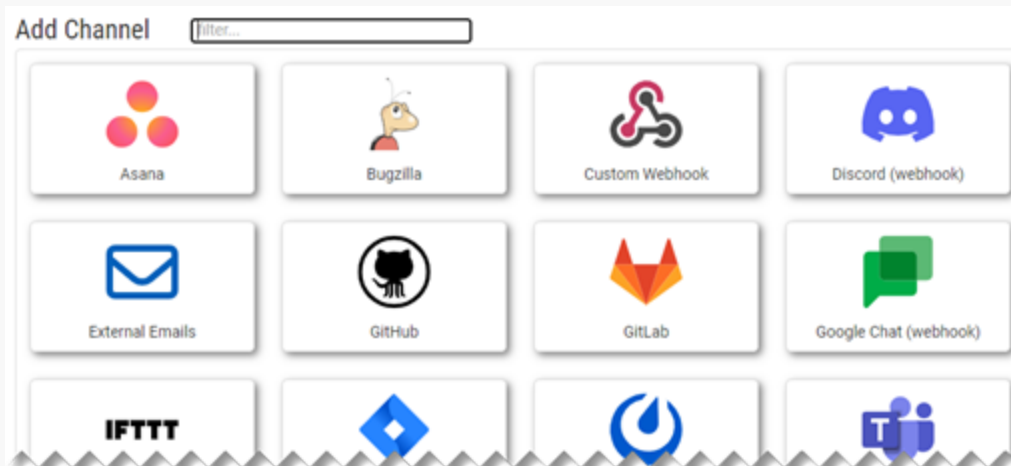 Add Channel
filter...
Asana
Bugzilla
Custom Webhook
Discord (webhook)
External Emails
GitHub
GitLab
Google Chat (webhook)
IFTTT
T